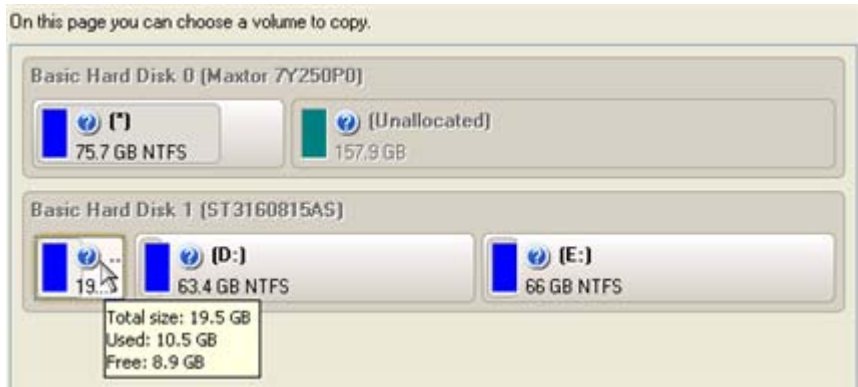 On this page you can choose a volume to copy.
Basic Hard Disk 0 (Maxtor 7Y250P0)
(*)
75.7 GB NTFS
(Unallocated)
157.9 GB
Basic Hard Disk 1 (ST3160815AS)
..
19...S
(D:)
63.4 GB NTFS
(E:)
66 GB NTFS
Total size: 19.5 GB
Used: 10.5 GB
Free: 8.9 GB